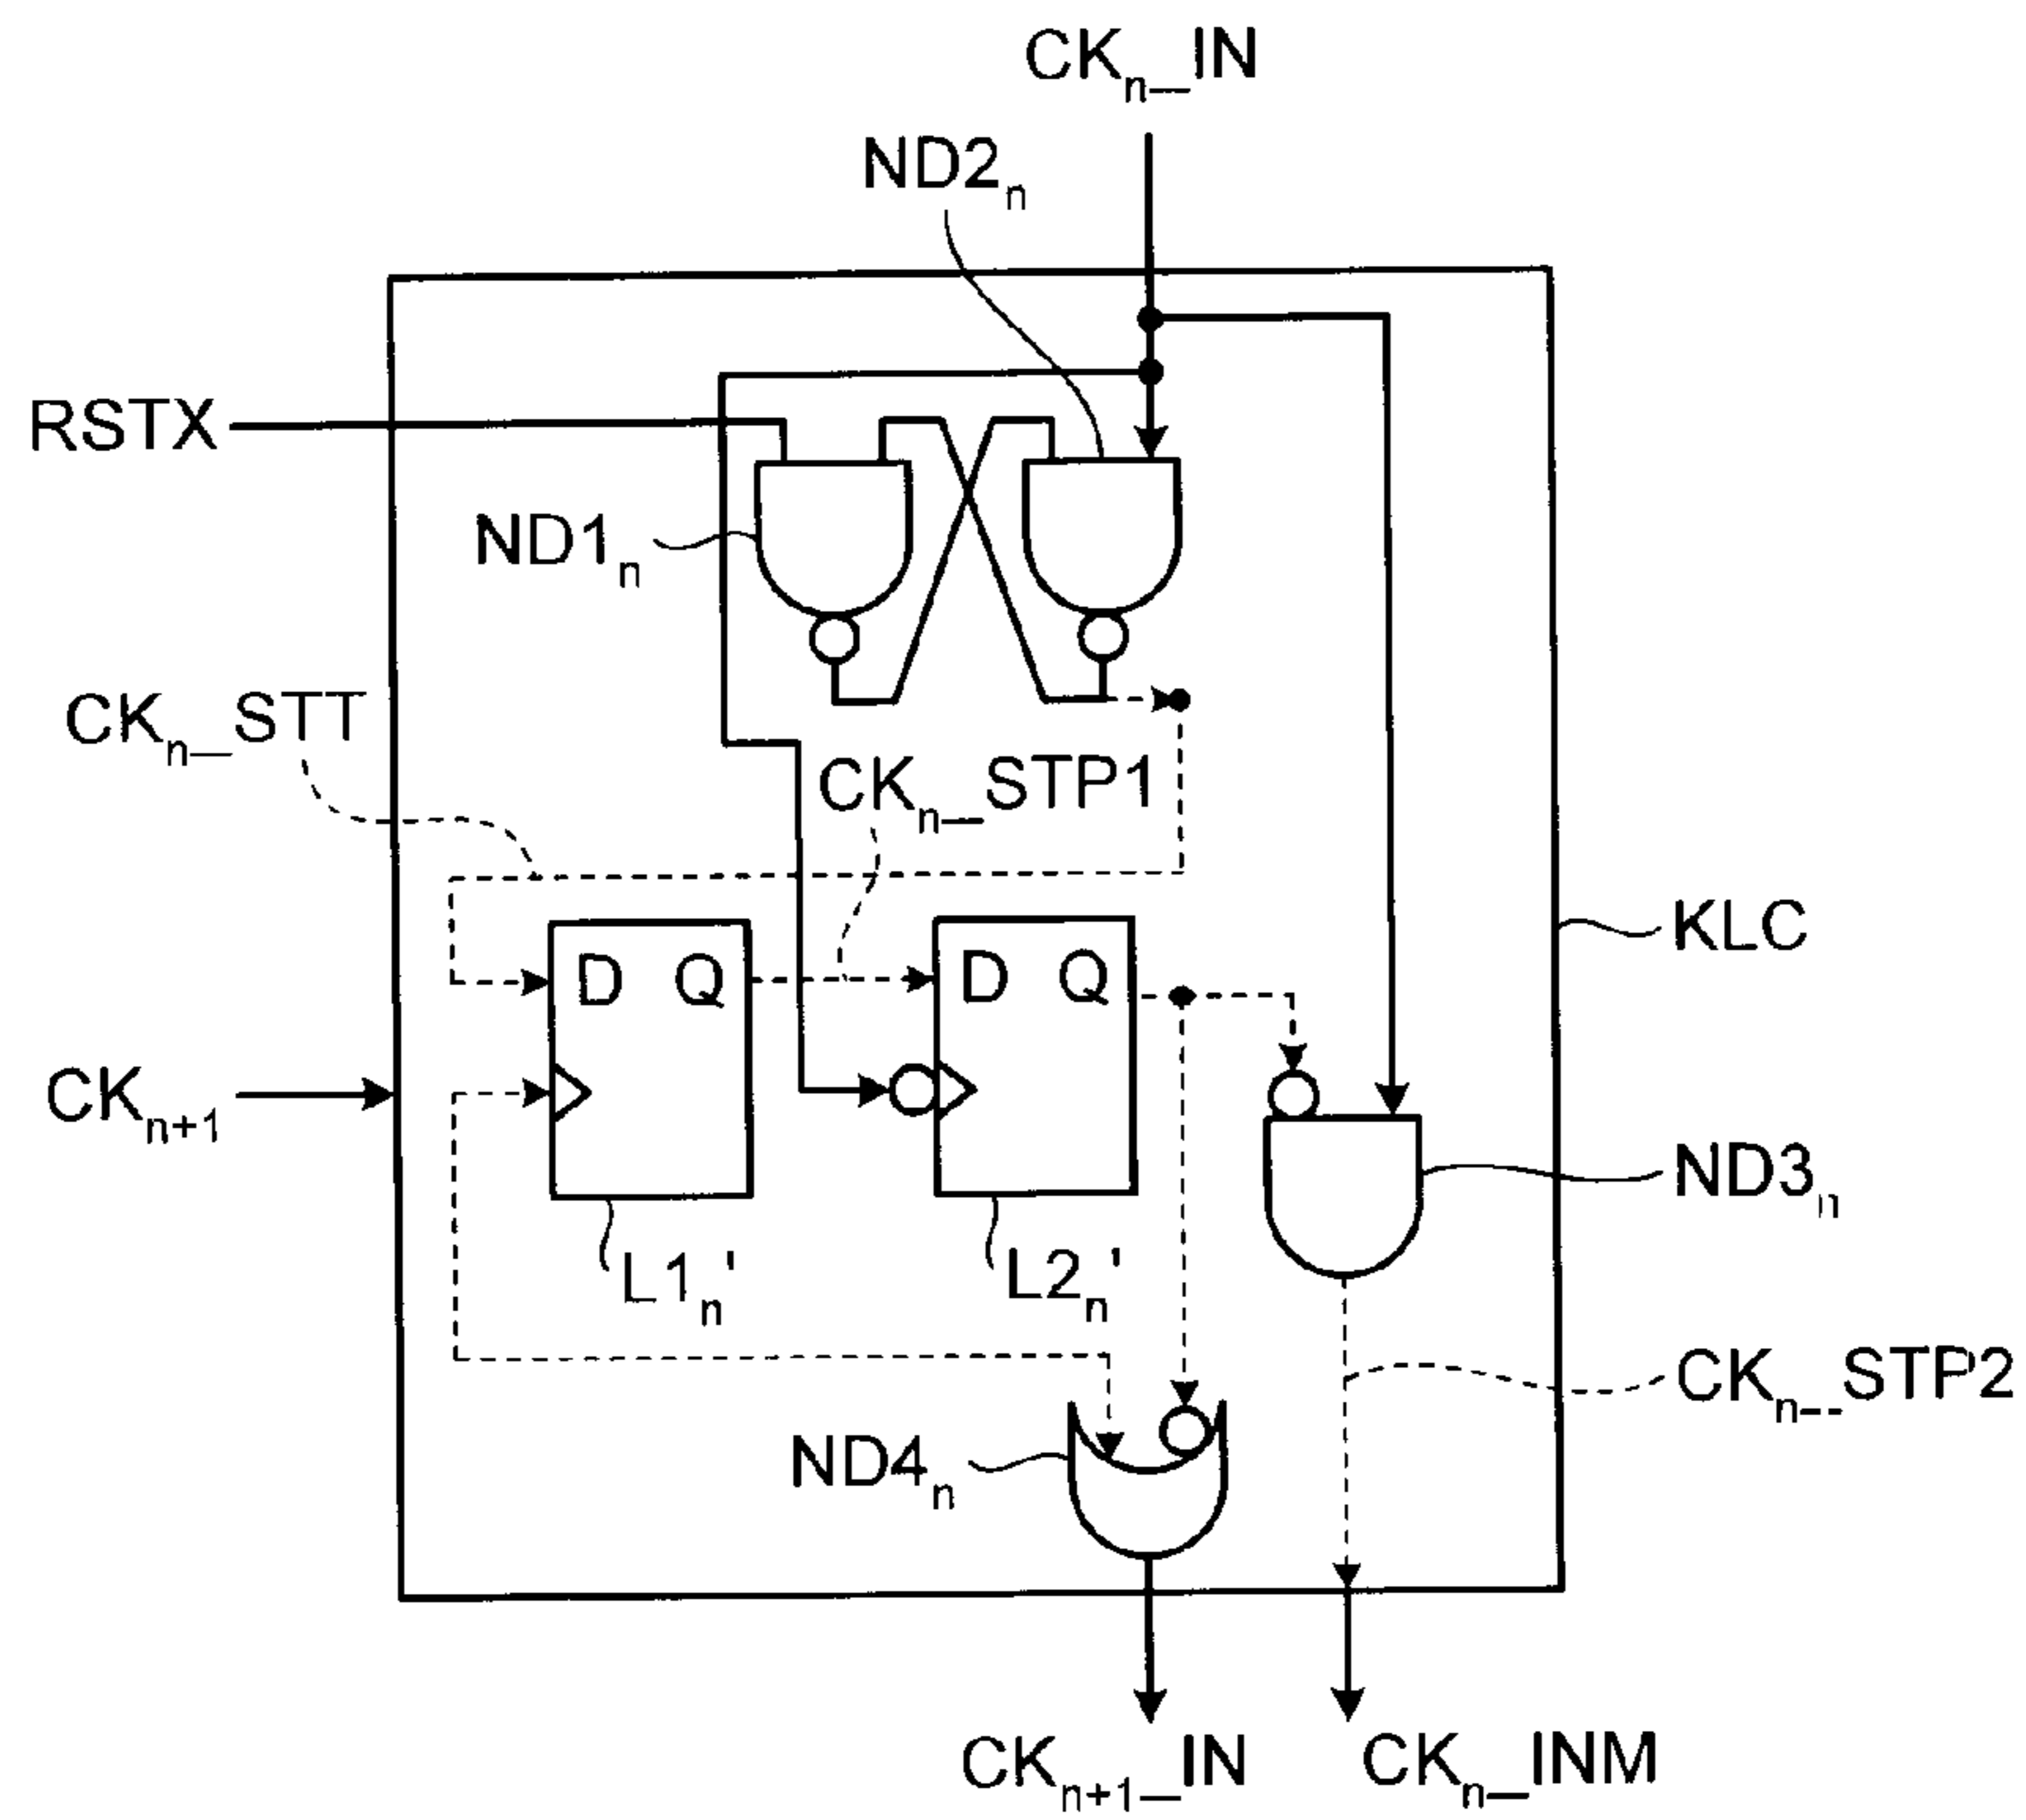 CKn_IN
ND2n
RSTX
ND1n
CKn_STT
CKn_STP1
D Q
D Q
KLC
CKn+1
ND3n
L1n'
L2n'
CKn_STP2
ND4n
CKn+1_IN
CKn_INM